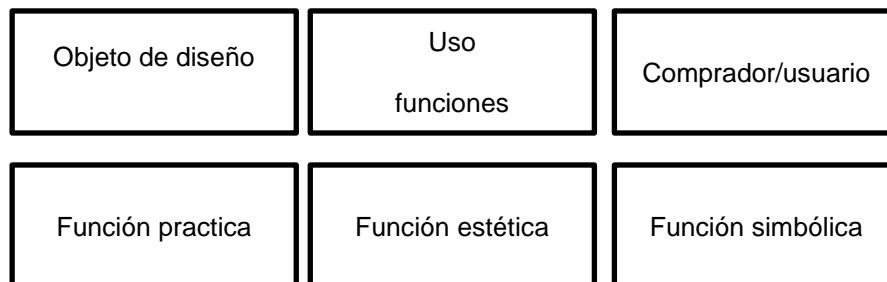 Objeto de diseño
Uso
funciones
Comprador/usuario
Función practica
Función estética
Función simbólica